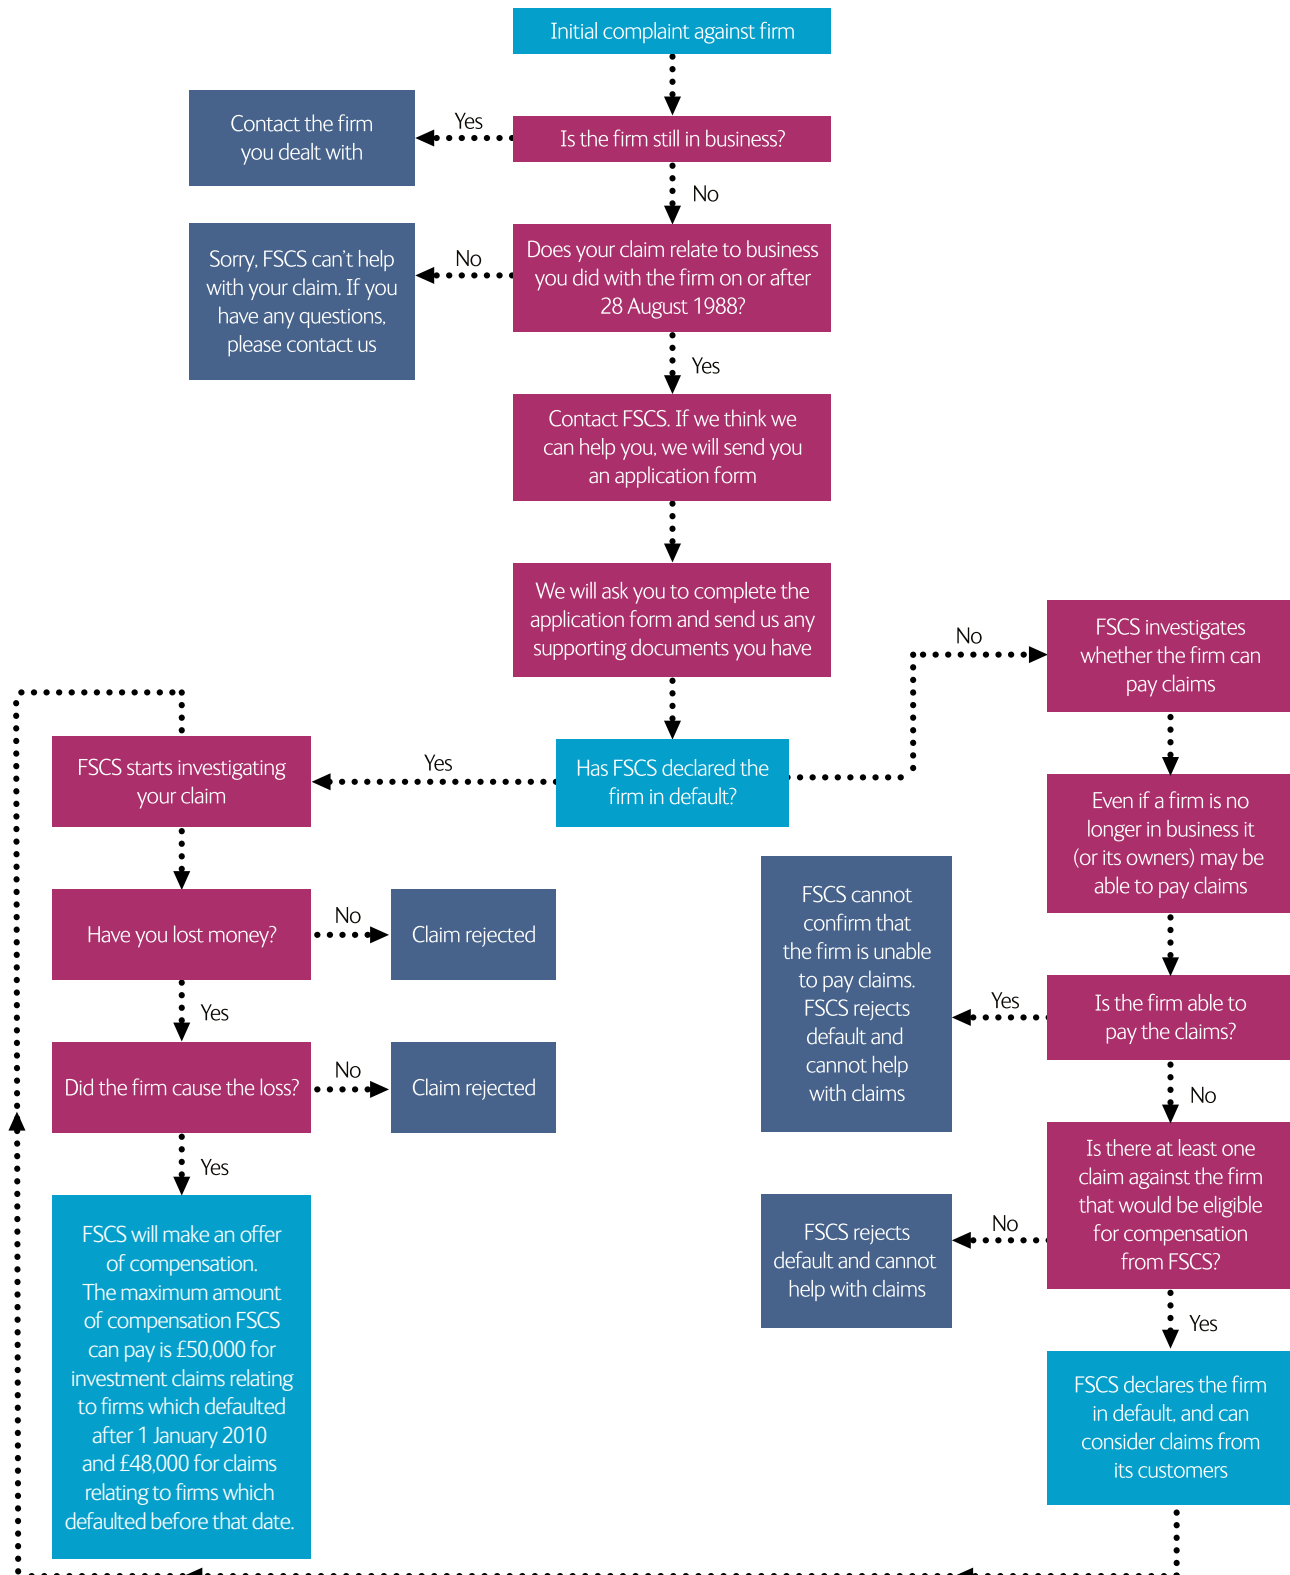 Initial complaint against firm
Is the firm still in business?
Yes
Contact the firm
you dealt with
No
Does your claim relate to business
you did with the firm on or after
28 August 1988?
No
Sorry, FSCS can't help
with your claim. If you
have any questions,
please contact us
Yes
Contact FSCS. If we think we
can help you, we will send you
an application form
We will ask you to complete the
application form and send us any
supporting documents you have
Has FSCS declared the
firm in default?
Yes
FSCS starts investigating
your claim
Have you lost money?
No
Claim rejected
Yes
Did the firm cause the loss?
No
Claim rejected
Yes
FSCS will make an offer
of compensation.
The maximum amount
of compensation FSCS
can pay is £50,000 for
investment claims relating
to firms which defaulted
after 1 January 2010
and £48,000 for claims
relating to firms which
defaulted before that date.
No
FSCS investigates
whether the firm can
pay claims
Even if a firm is no
longer in business it
(or its owners) may be
able to pay claims
Is the firm able to
pay the claims?
Yes
FSCS cannot
confirm that
the firm is unable
to pay claims.
FSCS rejects
default and
cannot help
with claims
No
Is there at least one
claim against the firm
that would be eligible
for compensation
from FSCS?
No
FSCS rejects
default and cannot
help with claims
Yes
FSCS declares the firm
in default, and can
consider claims from
its customers